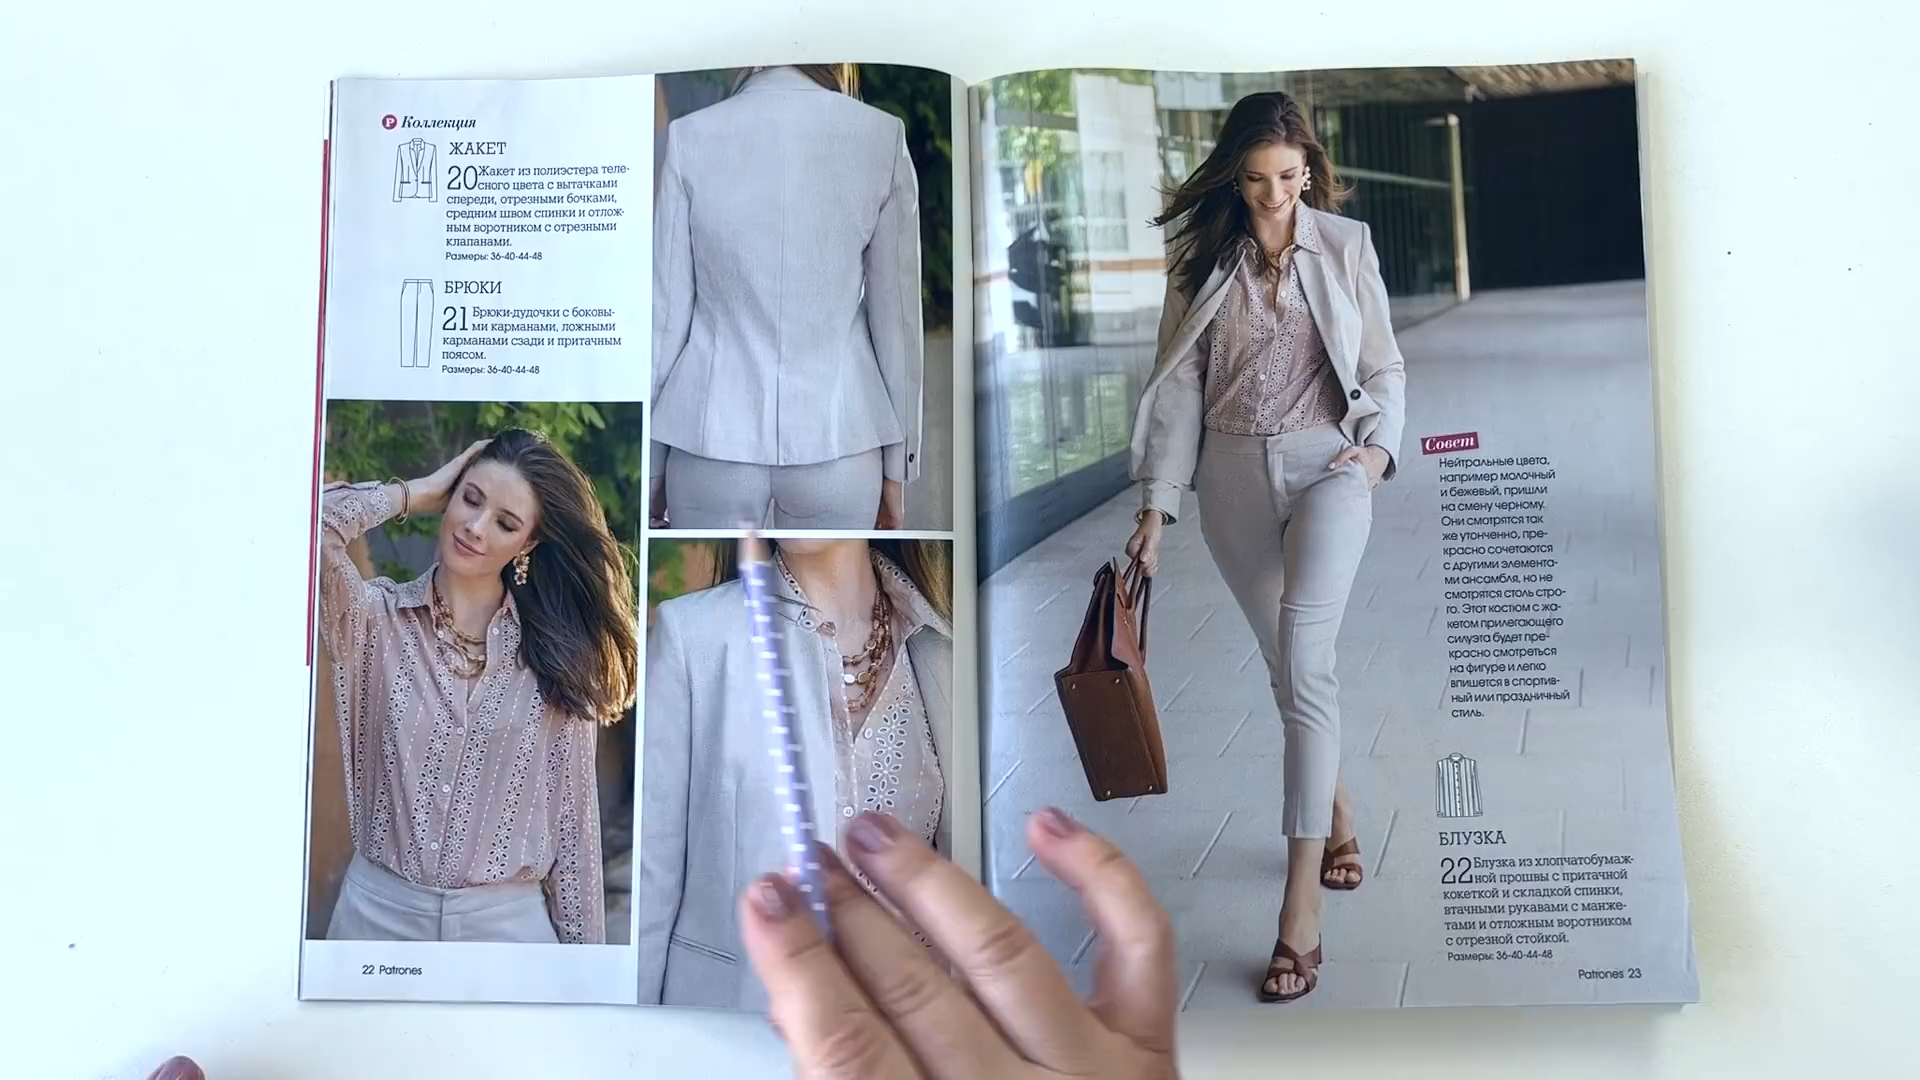 P Коллекция
ЖАКЕТ
20 Жакет из полиэстера теле-
сного цвета с вытачками
спереди, отрезными бочками,
средним швом спинки и отлож-
ным воротником с отрезными
клапанами.
Размеры: 36-40-44-48
БРЮКИ
21 Брюки-дудочки с боковы-
ми карманами, ложными
карманами сзади и притачным
поясом.
Размеры: 36-40-44-48
22 Patrones
Совет
Нейтральные цвета,
например молочный
и бежевый, пришли
на смену черному.
Они смотрятся так
же утонченно, пре-
красно сочетаются
с другими элемента-
ми ансамбля, но не
смотрятся столь стро-
го. Этот костюм с жа-
кетом прилегающего
силуэта будет пре-
красно смотреться
на фигуре и легко
впишется в спортив-
ный или праздничный
стиль.
БЛУЗКА
22 Блузка из хлопчатобумаж-
ной прошвы с притачной
кокеткой и складкой спинки,
втачными рукавами с манже-
тами и отложным воротником
с отрезной стойкой.
Размеры: 36-40-44-48
Patrones 23